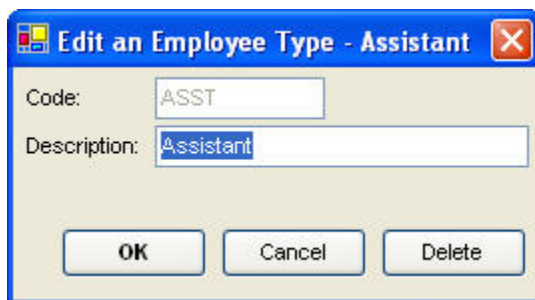 Edit an Employee Type - Assistant
Code: ASST
Description: Assistant
OK Cancel Delete